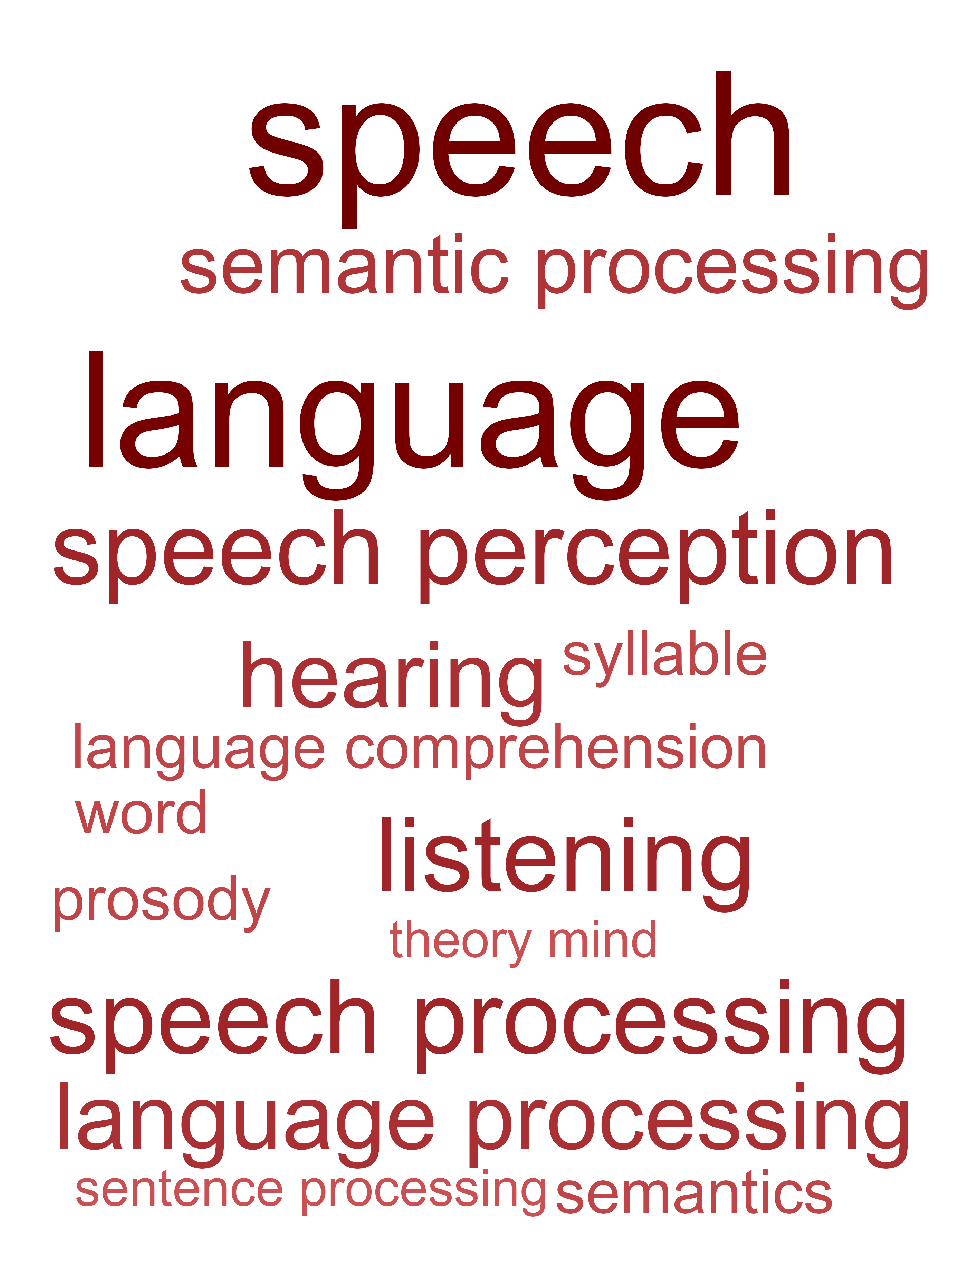 speech
semantic processing
language
speech perception
hearing
syllable
language comprehension
word
listening
prosody
theory mind
speech processing
language processing
sentence processing
semantics